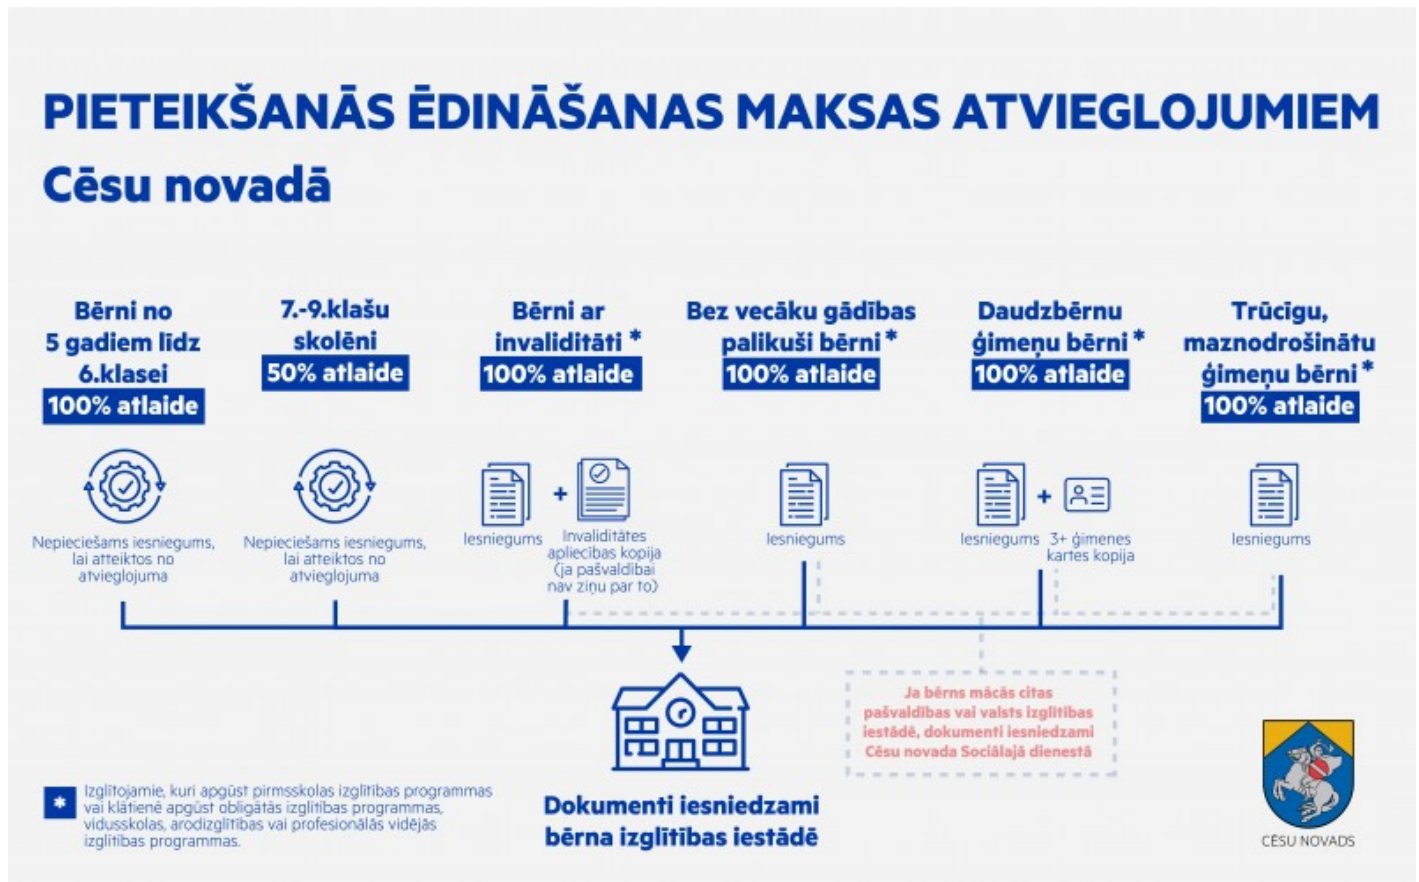 PIETEIKŠANĀS ĒDINĀŠANAS MAKSAS ATVIEGLOJUMIEM
Cēsu novadā
Bērni no
5 gadiem līdz
6.klasei
100% atlaide
Nepieciešams iesniegums,
lai atteiktos no
atvieglojuma
7.-9.klašu
skolēni
50% atlaide
Nepieciešams iesniegums,
lai atteiktos no
atvieglojuma
Bērni ar
invaliditāti *
100% atlaide
Iesniegums
+
Invaliditātes
apliecības kopija
(ja pašvaldībai
nav ziņu par to)
Bez vecāku gādības
palikuši bērni *
100% atlaide
Iesniegums
Daudzbērnu
ģimeņu bērni *
100% atlaide
Iesniegums
+
3+ ģimenes
kartes kopija
Trūcīgu,
maznodrošinātu
ģimeņu bērni *
100% atlaide
Iesniegums
Ja bērns mācās citas
pašvaldības vai valsts izglītības
iestādē, dokumenti iesniedzami
Cēsu novada Sociālajā dienestā
Dokumenti iesniedzami
bērna izglītības iestādē
* Izglītojamie, kuri apgūst pirmsskolas izglītības programmas
vai klātienē apgūst obligātās izglītības programmas,
vidusskolas, arodizglītības vai profesionālās vidējās
izglītības programmas.
CĒSU NOVADS